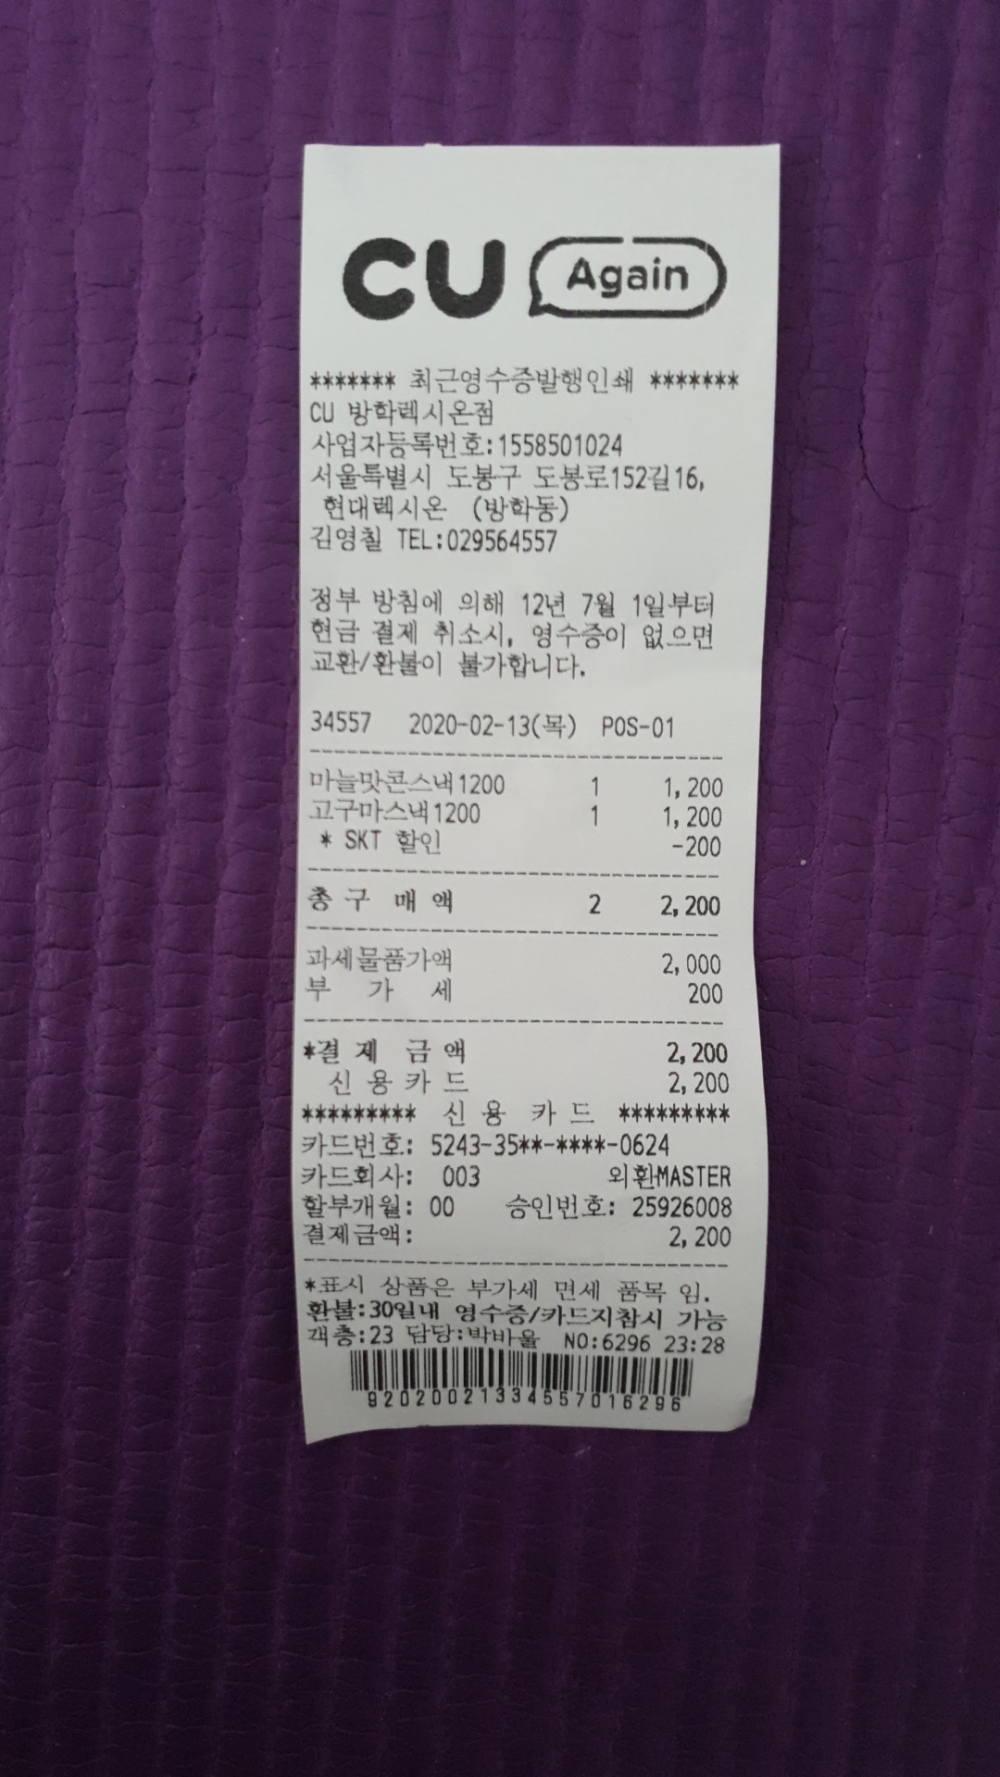 CU Again
******* 최근영수증발행인쇄 *******
CU 방학렉시온점
사업자등록번호:1558501024
서울특별시 도봉구 도봉로152길16,
현대렉시온 (방학동)
김영칠 TEL:029564557
정부 방침에 의해 12년 7월 1일부터
현금 결제 취소시, 영수증이 없으면
교환/환불이 불가합니다.
34557 2020-02-13(목) POS-01
마늘맛콘스낵1200 1 1,200
고구마스낵1200 1 1,200
* SKT 할인 -200
총 구 매 액 2 2,200
과세물품가액 2,000
부 가 세 200
*결 제 금 액 2,200
신 용 카 드 2,200
********* 신 용 카 드 *********
카드번호: 5243-35**-****-0624
카드회사: 003 외환MASTER
할부개월: 00 승인번호: 25926008
결제금액: 2,200
*표시 상품은 부가세 면세 품목 임.
환불:30일내 영수증/카드지참시 가능
객층:23 담당:박바울 NO:6296 23:28
92020021334557016296